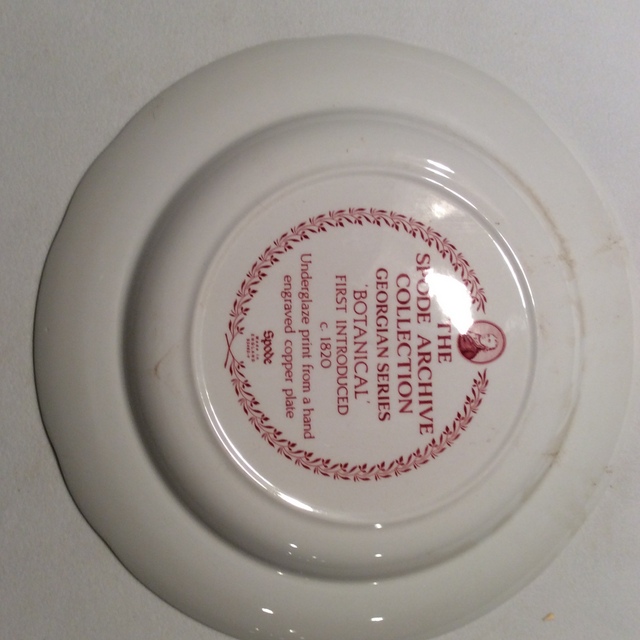 THE
SPODE ARCHIVE
COLLECTION
GEORGIAN SERIES
'BOTANICAL'
FIRST INTRODUCED
c. 1820
Underglaze print from a hand
engraved copper plate
Spode